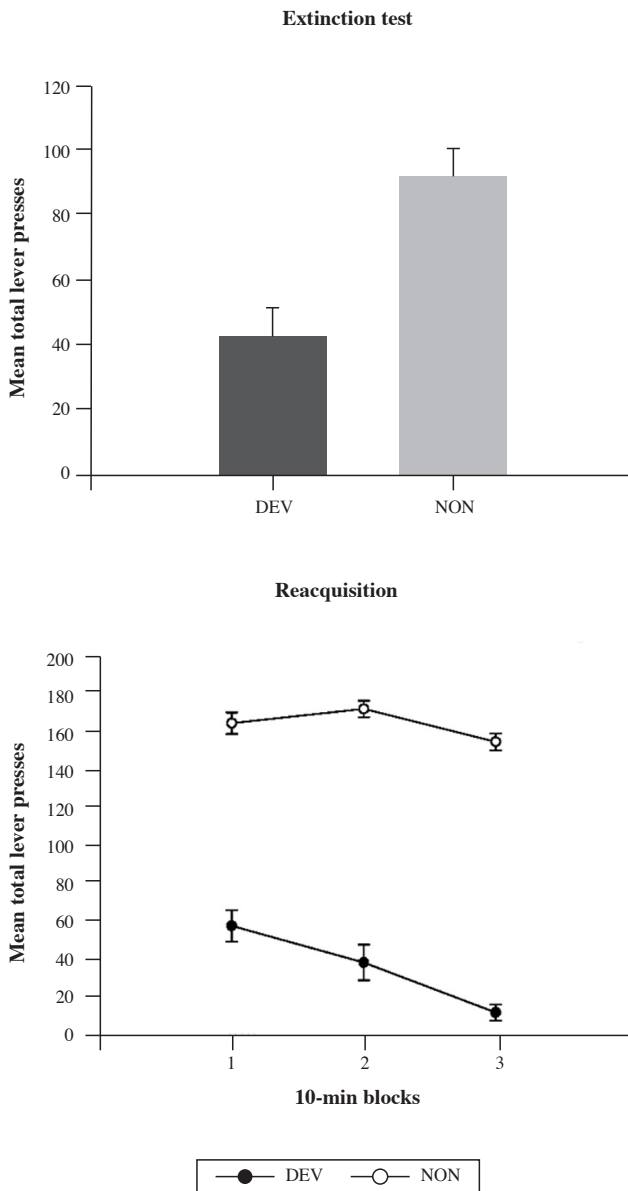 Extinction test
Mean total lever presses
120
100
80
60
40
20
0
DEV NON
Reacquisition
Mean total lever presses
200
180
160
140
120
100
80
60
40
20
0
1 2 3
10-min blocks
DEV NON